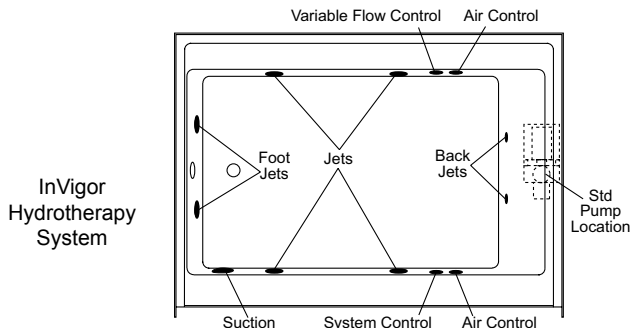 Variable Flow Control
Air Control
Foot
Jets
Jets
Back
Jets
InVigor
Hydrotherapy
System
Std
Pump
Location
Suction
System Control
Air Control